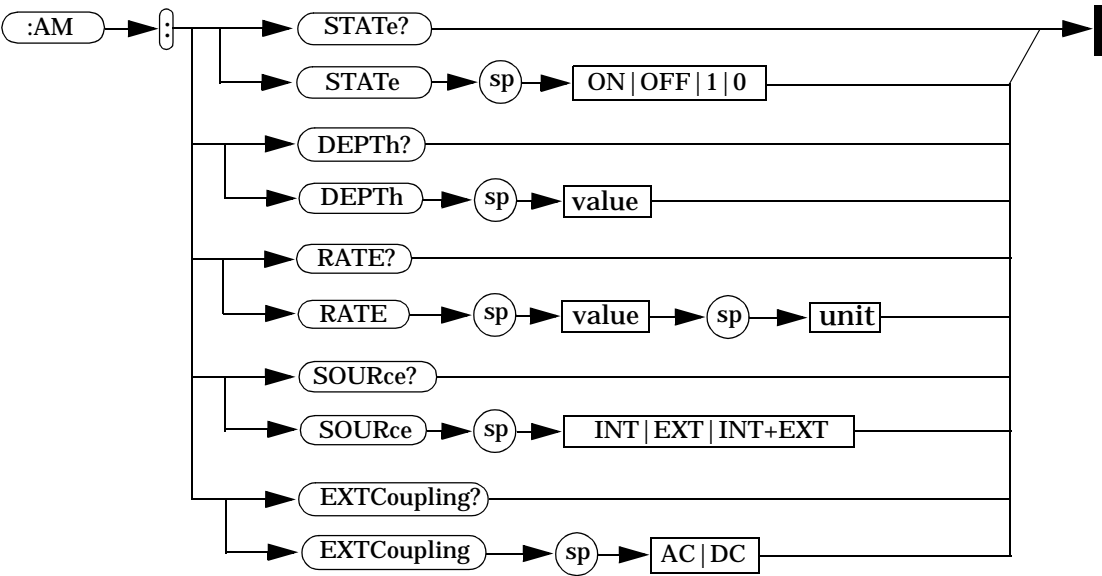 :AM : STATe?
STATe sp ON|OFF|1|0
DEPTh?
DEPTh sp value
RATE?
RATE sp value sp unit
SOURce?
SOURce sp INT|EXT|INT+EXT
EXTCoupling?
EXTCoupling sp AC|DC